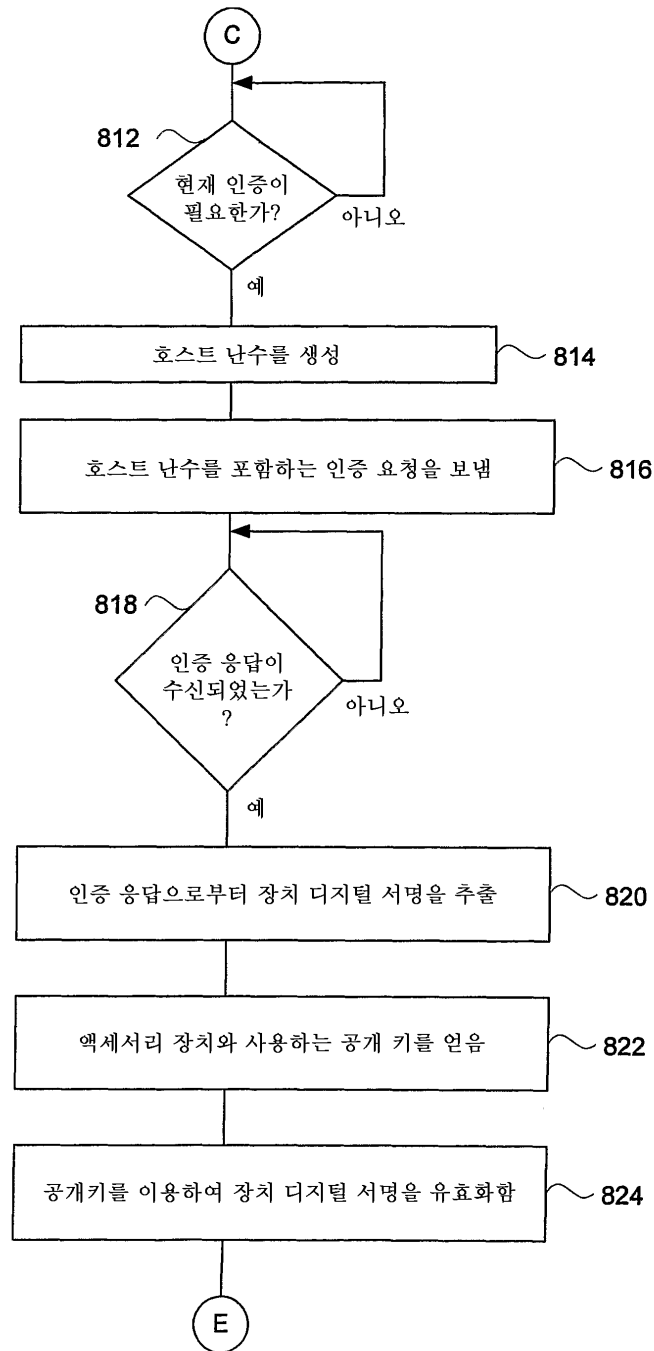 C
812
현재 인증이
필요한가?
아니오
예
호스트 난수를 생성
814
호스트 난수를 포함하는 인증 요청을 보냄
816
818
인증 응답이
수신되었는가
?
아니오
예
인증 응답으로부터 장치 디지털 서명을 추출
820
액세서리 장치와 사용하는 공개 키를 얻음
822
공개키를 이용하여 장치 디지털 서명을 유효화함
824
E